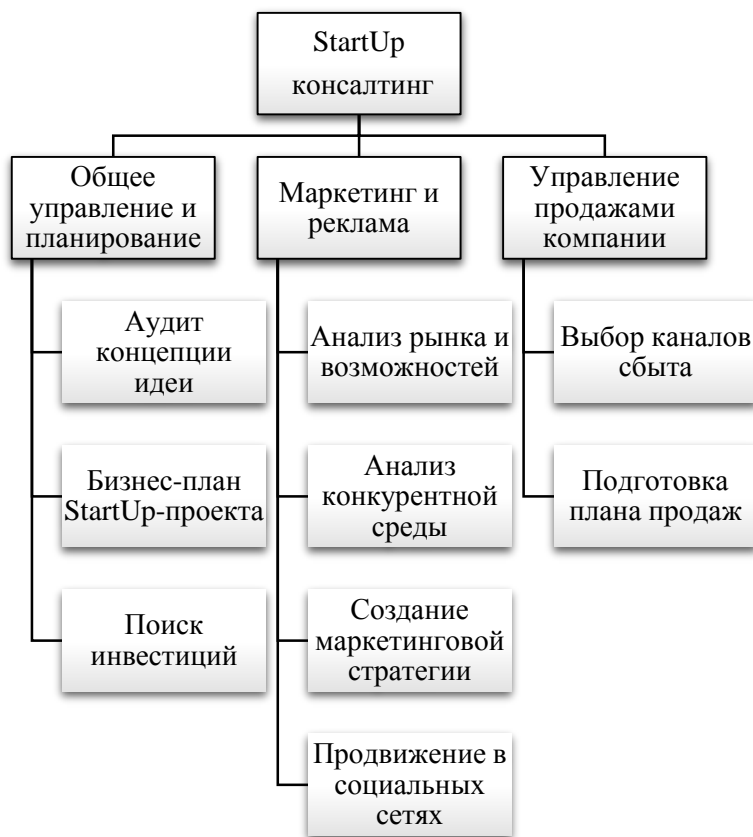 StartUp
консалтинг
Общее
управление и
планирование
Аудит
концепции
идеи
Бизнес-план
StartUp-проекта
Поиск
инвестиций
Маркетинг и
реклама
Анализ рынка и
возможностей
Анализ
конкурентной
среды
Создание
маркетинговой
стратегии
Продвижение в
социальных
сетях
Управление
продажами
компании
Выбор каналов
сбыта
Подготовка
плана продаж